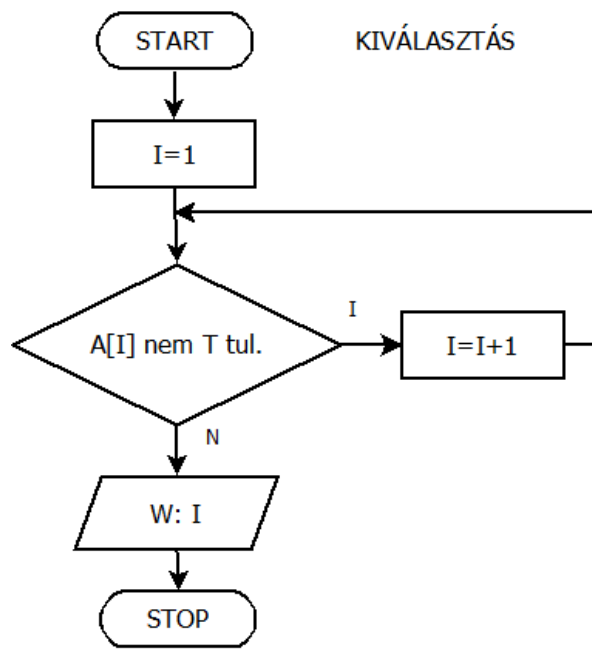 START
KIVÁLASZTÁS
I=1
A[I] nem T tul.
I
I=I+1
N
W: I
STOP